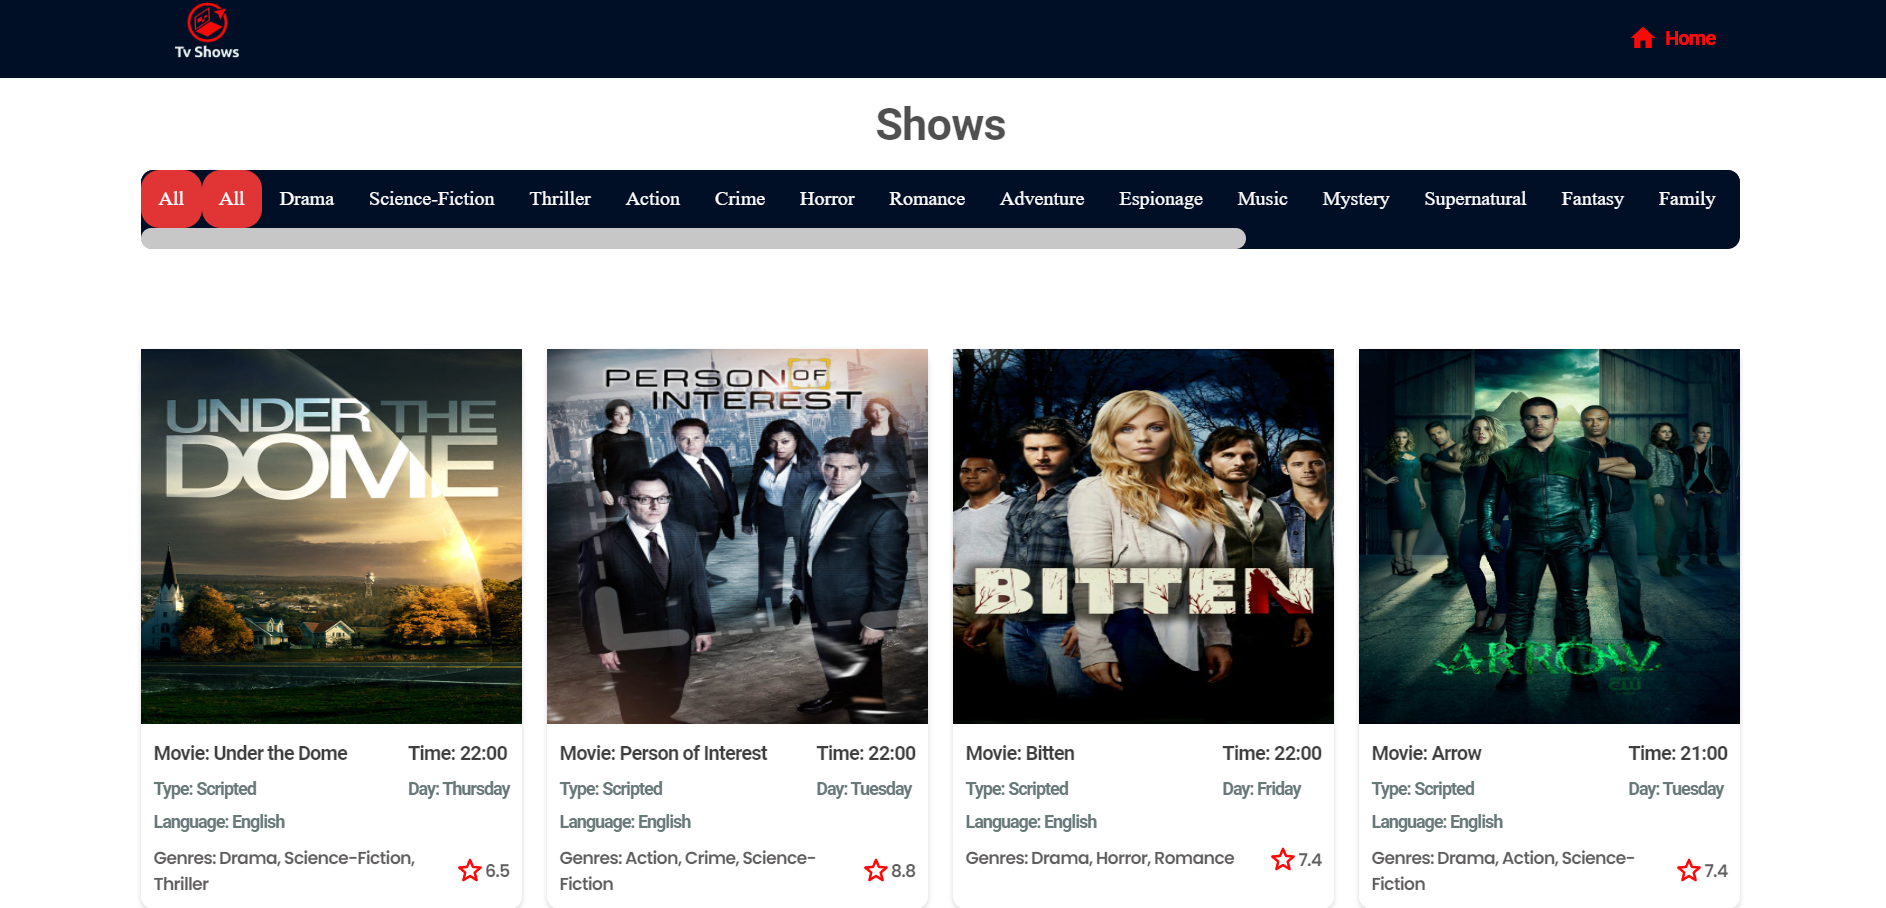 Tv Shows
Home
Shows
All All Drama Science-Fiction Thriller Action Crime Horror Romance Adventure Espionage Music Mystery Supernatural Fantasy Family
UNDER THE
DOME
PERSON OF
INTEREST
BITTEN
ARROW
CW
Movie: Under the Dome Time: 22:00
Type: Scripted Day: Thursday
Language: English
Genres: Drama, Science-Fiction,
Thriller
6.5
Movie: Person of Interest Time: 22:00
Type: Scripted Day: Tuesday
Language: English
Genres: Action, Crime, Science-
Fiction
8.8
Movie: Bitten Time: 22:00
Type: Scripted Day: Friday
Language: English
Genres: Drama, Horror, Romance
7.4
Movie: Arrow Time: 21:00
Type: Scripted Day: Tuesday
Language: English
Genres: Drama, Action, Science-
Fiction
7.4